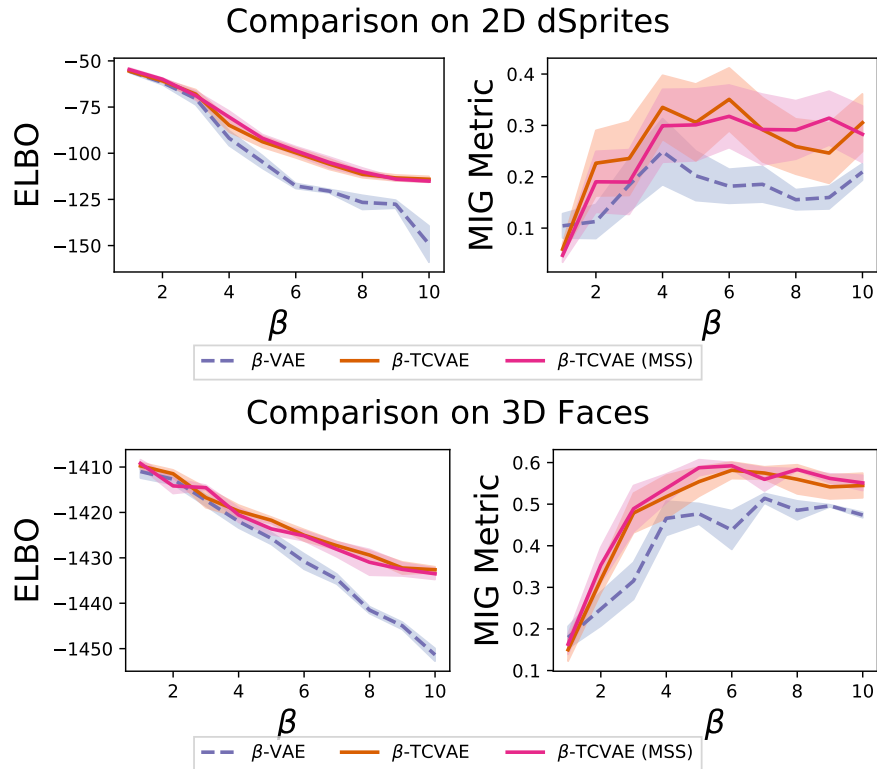 Comparison on 2D dSprites
ELBO
−50
−75
−100
−125
−150
2 4 6 8 10
β
MIG Metric
0.4
0.3
0.2
0.1
2 4 6 8 10
β
β-VAE β-TCVAE β-TCVAE (MSS)
Comparison on 3D Faces
ELBO
−1410
−1420
−1430
−1440
−1450
2 4 6 8 10
β
MIG Metric
0.6
0.5
0.4
0.3
0.2
0.1
2 4 6 8 10
β
β-VAE β-TCVAE β-TCVAE (MSS)